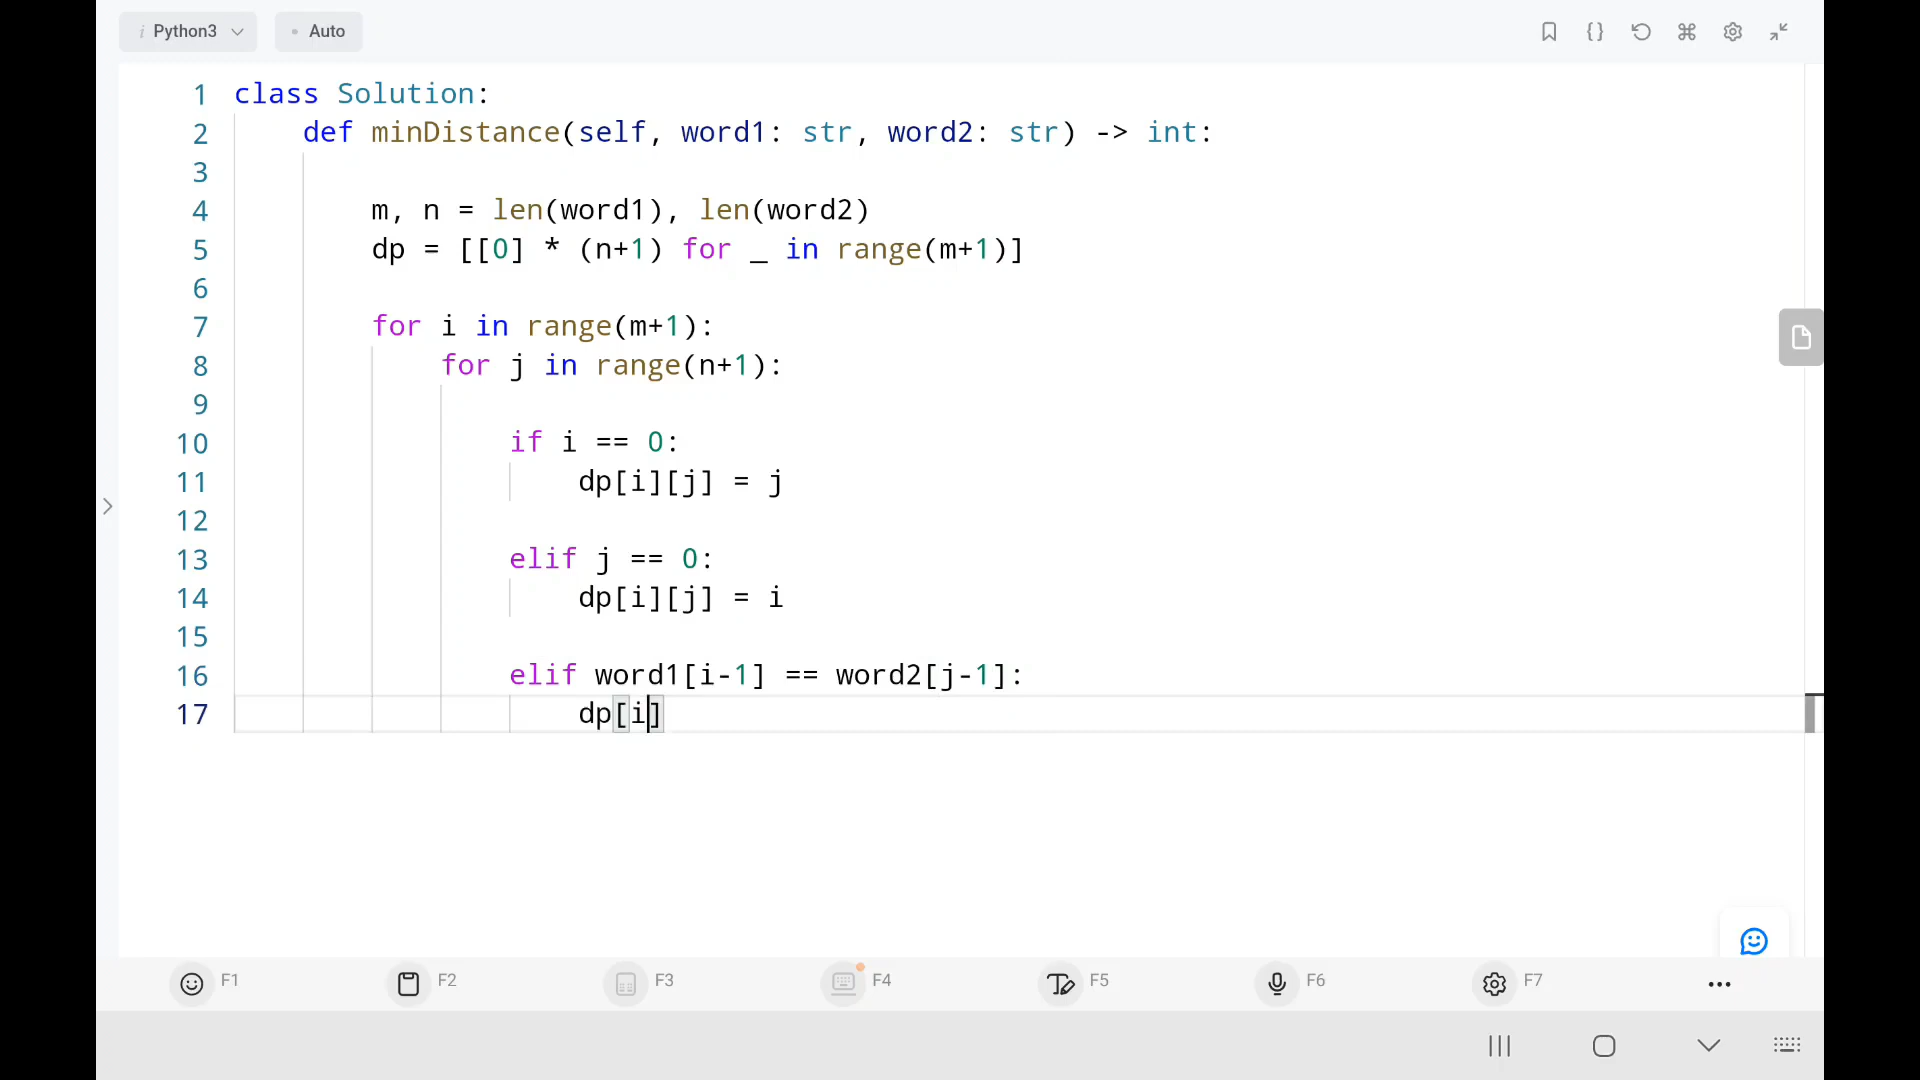 i Python3
Auto
1 class Solution:
2     def minDistance(self, word1: str, word2: str) -> int:
3
4         m, n = len(word1), len(word2)
5         dp = [[0] * (n+1) for _ in range(m+1)]
6
7         for i in range(m+1):
8             for j in range(n+1):
9
10                 if i == 0:
11                     dp[i][j] = j
12
13                 elif j == 0:
14                     dp[i][j] = i
15
16                 elif word1[i-1] == word2[j-1]:
17                     dp[i]
F1 F2 F3 F4 F5 F6 F7